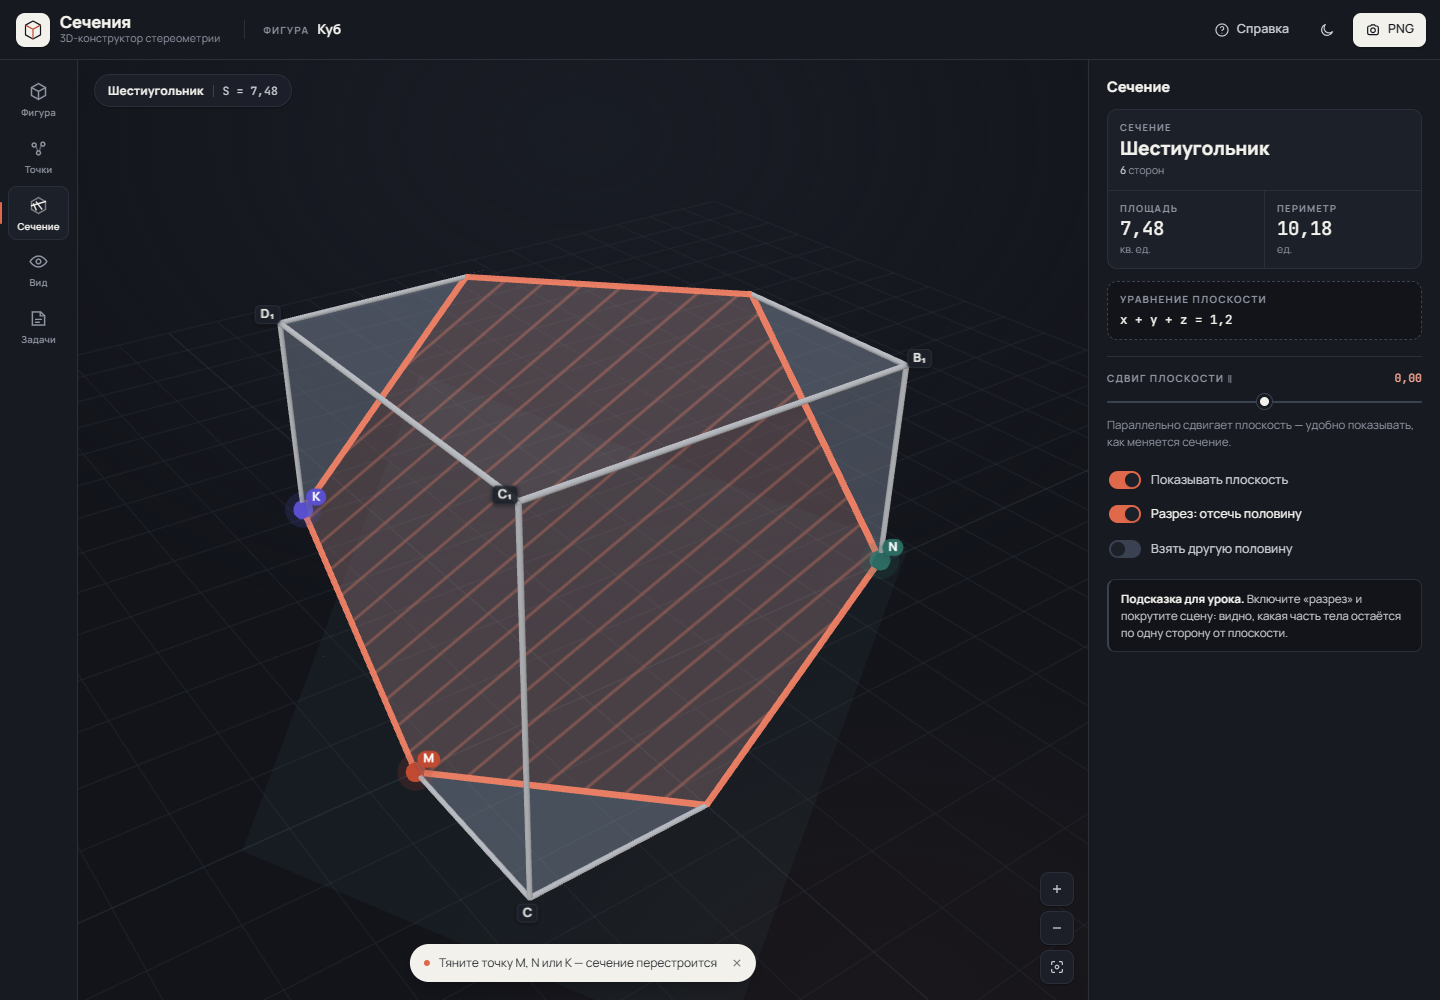 Сечения
3D-конструктор стереометрии
ФИГУРА Куб
Справка
PNG
Фигура
Точки
Сечение
Вид
Задачи
Шестиугольник | S = 7,48
D₁
B₁
C₁
K
N
M
C
Тяните точку M, N или K — сечение перестроится
Сечение
СЕЧЕНИЕ
Шестиугольник
6 сторон
ПЛОЩАДЬ
7,48
кв. ед.
ПЕРИМЕТР
10,18
ед.
УРАВНЕНИЕ ПЛОСКОСТИ
x + y + z = 1,2
СДВИГ ПЛОСКОСТИ ∥ 0,00
Параллельно сдвигает плоскость — удобно показывать,
как меняется сечение.
Показывать плоскость
Разрез: отсечь половину
Взять другую половину
Подсказка для урока. Включите «разрез» и
покрутите сцену: видно, какая часть тела остаётся
по одну сторону от плоскости.